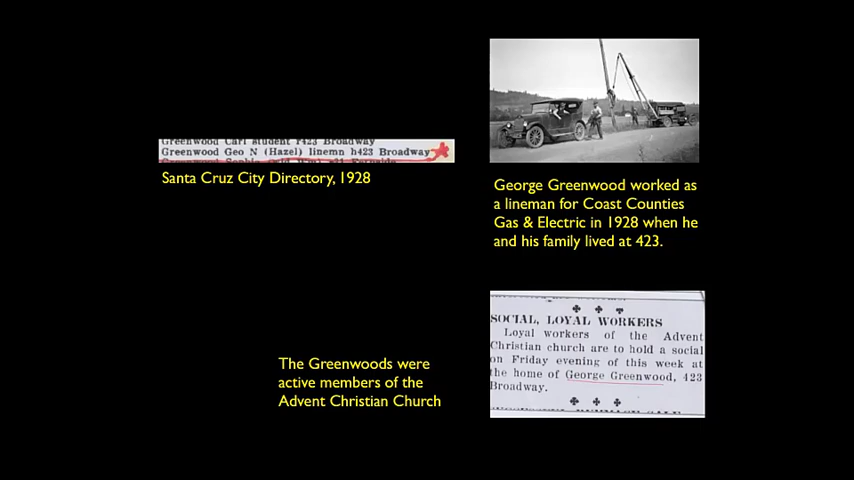 Greenwood Carl student r423 Broadway
Greenwood Geo N (Hazel) linemn h423 Broadway
Santa Cruz City Directory, 1928
George Greenwood worked as
a lineman for Coast Counties
Gas & Electric in 1928 when he
and his family lived at 423.
SOCIAL, LOYAL WORKERS
Loyal workers of the Advent
Christian church are to hold a social
on Friday evening of this week at
the home of George Greenwood, 423
Broadway.
The Greenwoods were
active members of the
Advent Christian Church